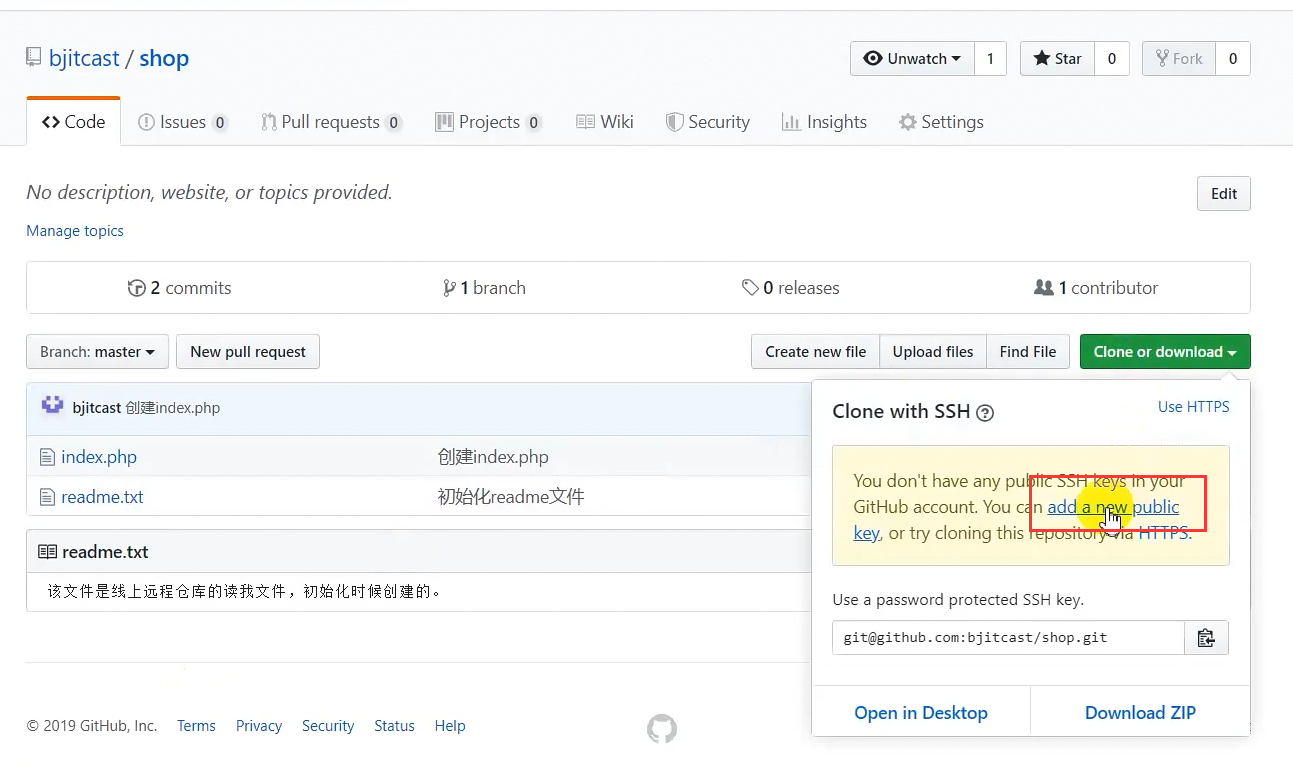 bjitcast / shop
Unwatch 1 Star 0 Fork 0
Code Issues 0 Pull requests 0 Projects 0 Wiki Security Insights Settings
No description, website, or topics provided.
Edit
Manage topics
2 commits 1 branch 0 releases 1 contributor
Branch: master New pull request Create new file Upload files Find File Clone or download
bjitcast 创建index.php
index.php 创建index.php
readme.txt 初始化readme文件
readme.txt
该文件是线上远程仓库的读我文件，初始化时候创建的。
Clone with SSH ?
Use HTTPS
You don't have any public SSH keys in your
GitHub account. You can add a new public
key, or try cloning this repository via HTTPS.
Use a password protected SSH key.
git@github.com:bjitcast/shop.git
Open in Desktop Download ZIP
© 2019 GitHub, Inc. Terms Privacy Security Status Help